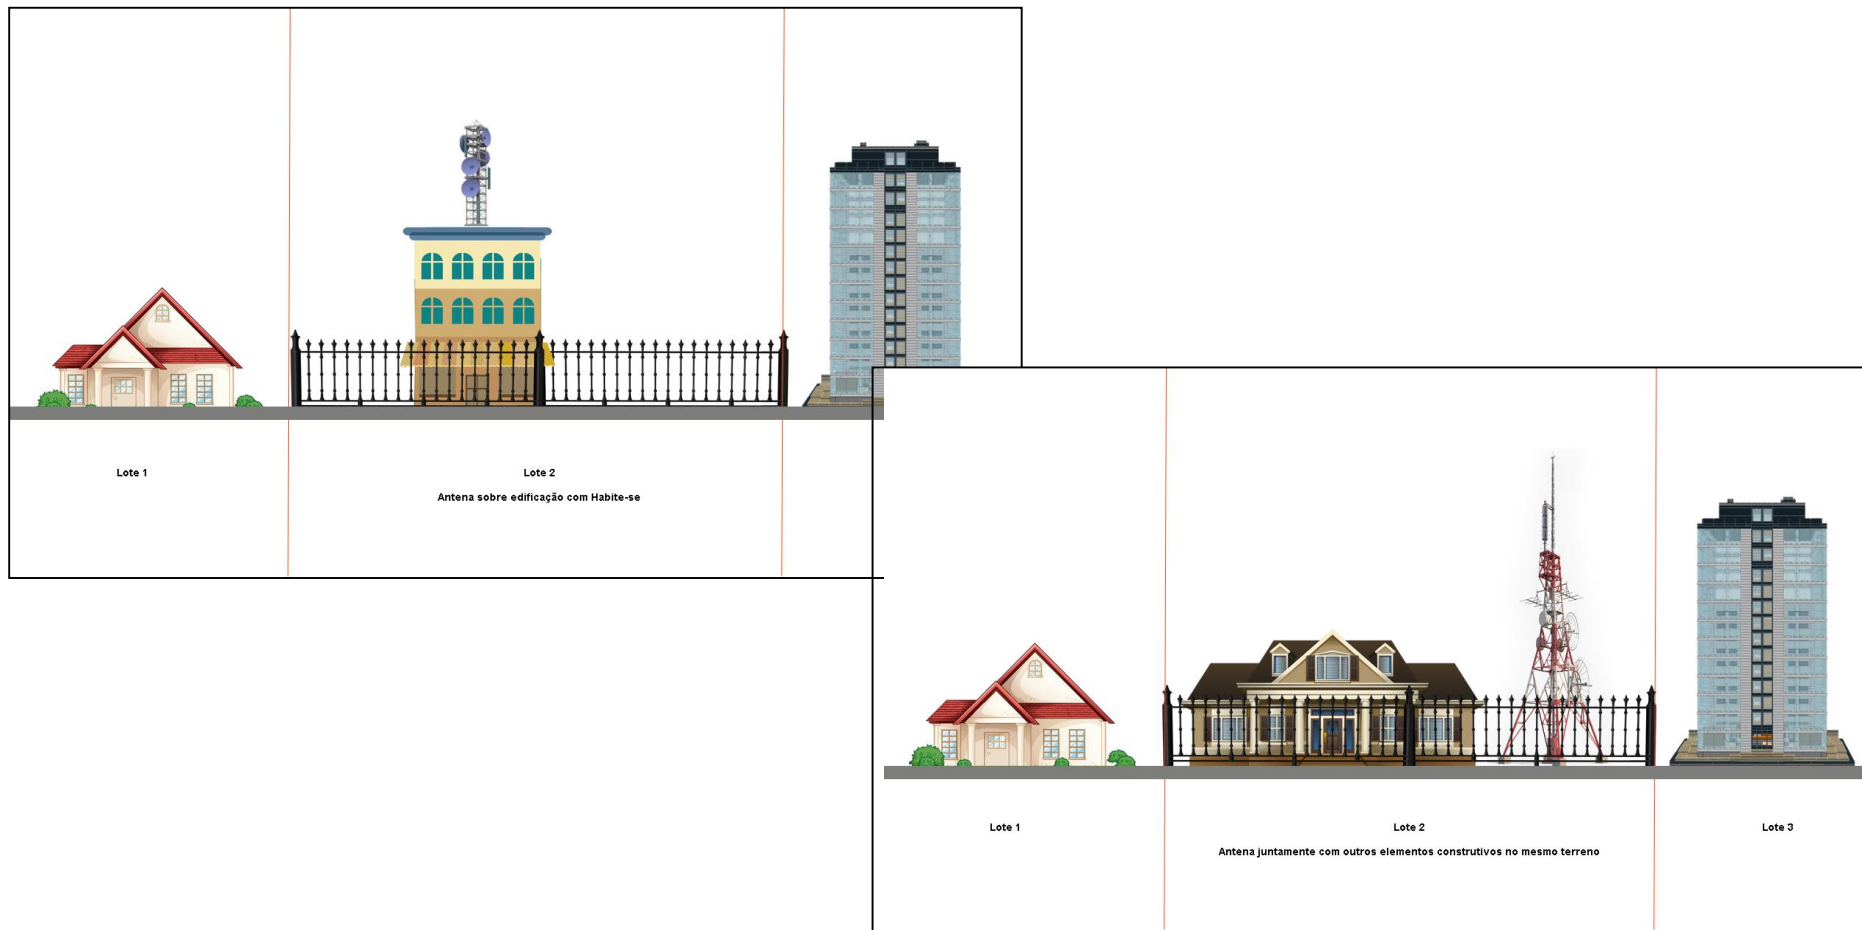 Lote 1
Lote 2
Antena sobre edificação com Habite-se
Lote 1
Lote 2
Lote 3
Antena juntamente com outros elementos construtivos no mesmo terreno